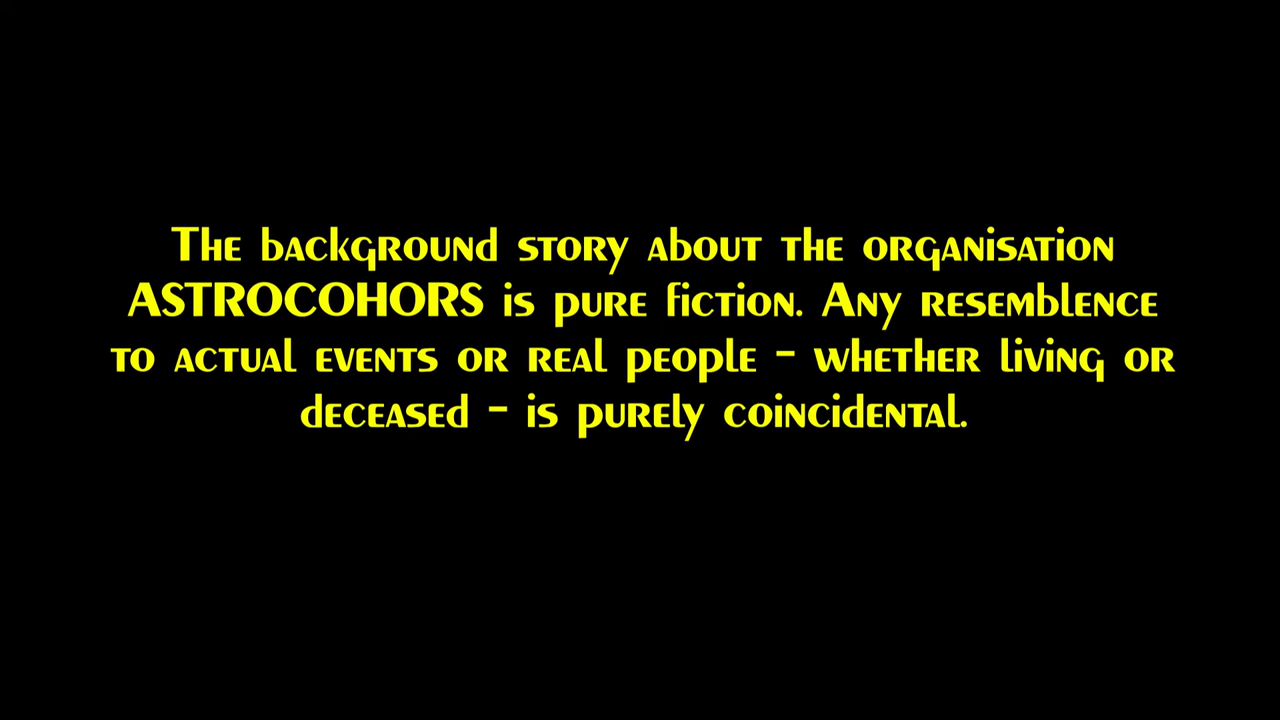 The background story about the organisation
ASTROCOHORS is pure fiction. Any resemblence
to actual events or real people - whether living or
deceased - is purely coincidental.